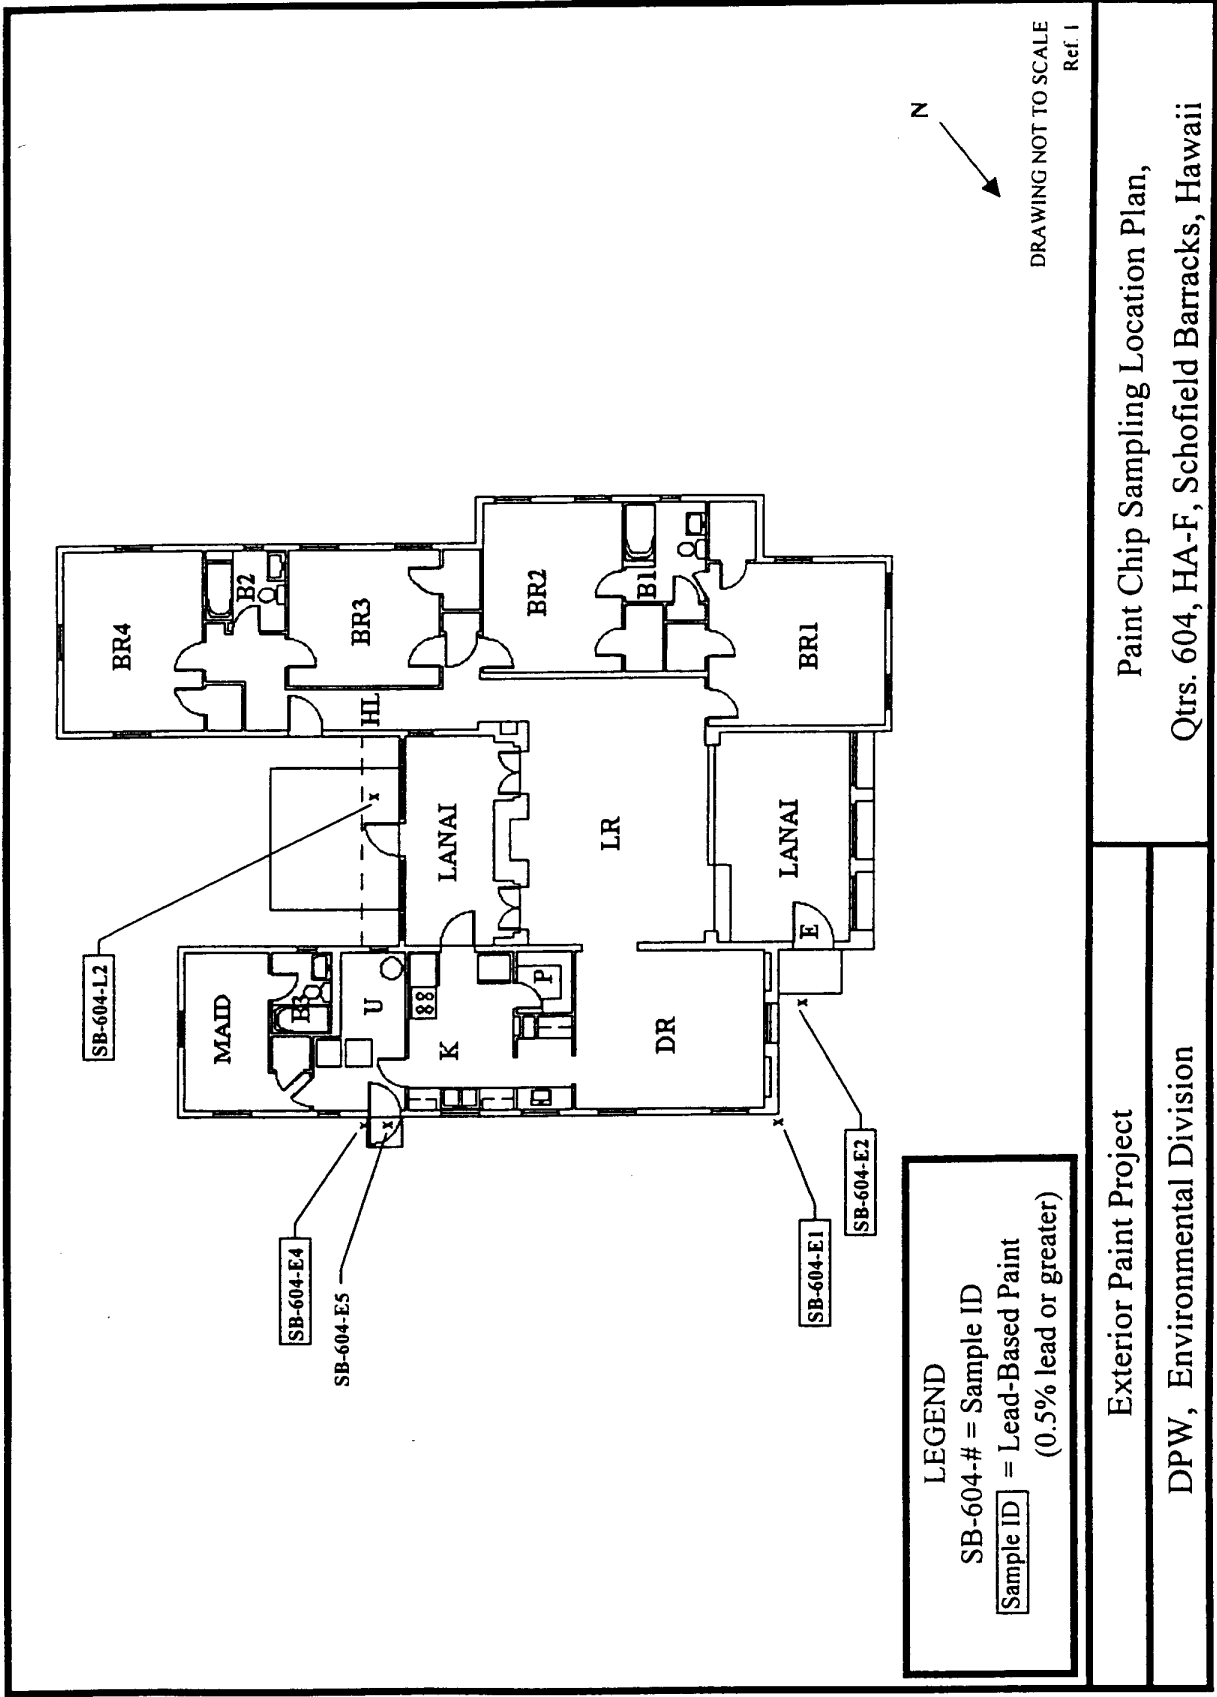 BR4
B2
BR3
HL
BR2
B1
BR1
SB-604-L2
LANAI
LR
LANAI
E
MAID
B3
U
K
P
DR
SB-604-E4
SB-604-E5
SB-604-E1
SB-604-E2
N
DRAWING NOT TO SCALE
Ref. 1
LEGEND
SB-604-# = Sample ID
Sample ID = Lead-Based Paint
(0.5% lead or greater)
Exterior Paint Project
DPW, Environmental Division
Paint Chip Sampling Location Plan,
Qtrs. 604, HA-F, Schofield Barracks, Hawaii